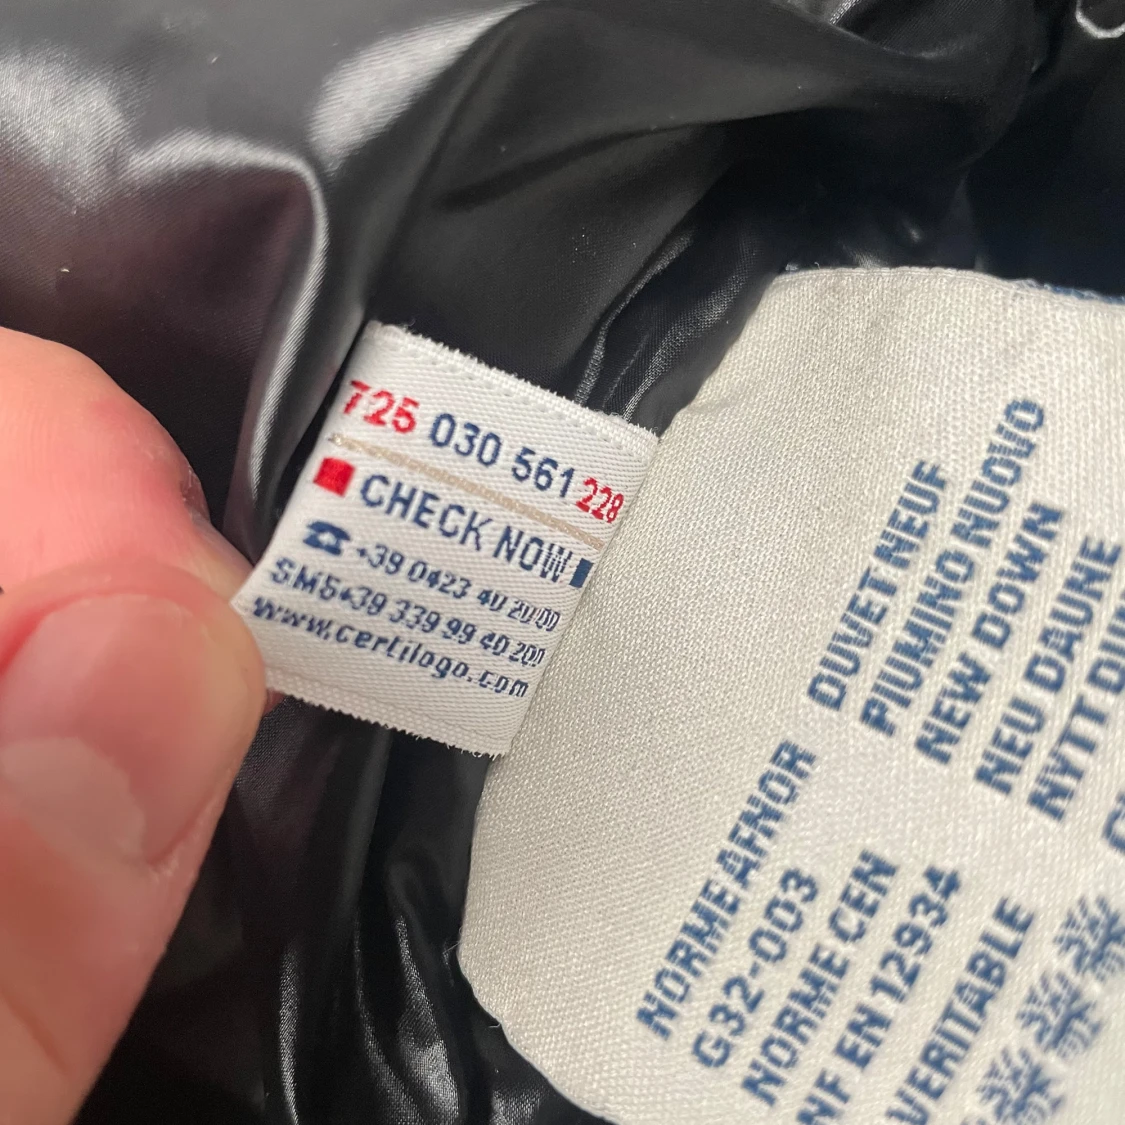 725 030 561 228
CHECK NOW
☎ +39 0423 40 20 00
SMS+39 339 99 40 200
www.certilogo.com
DUVET NEUF
PIUMINO NUOVO
NEW DOWN
NEU DAUNE
NORME AFNOR
G32-003
NORME CEN
NF EN 12934
VERITABLE